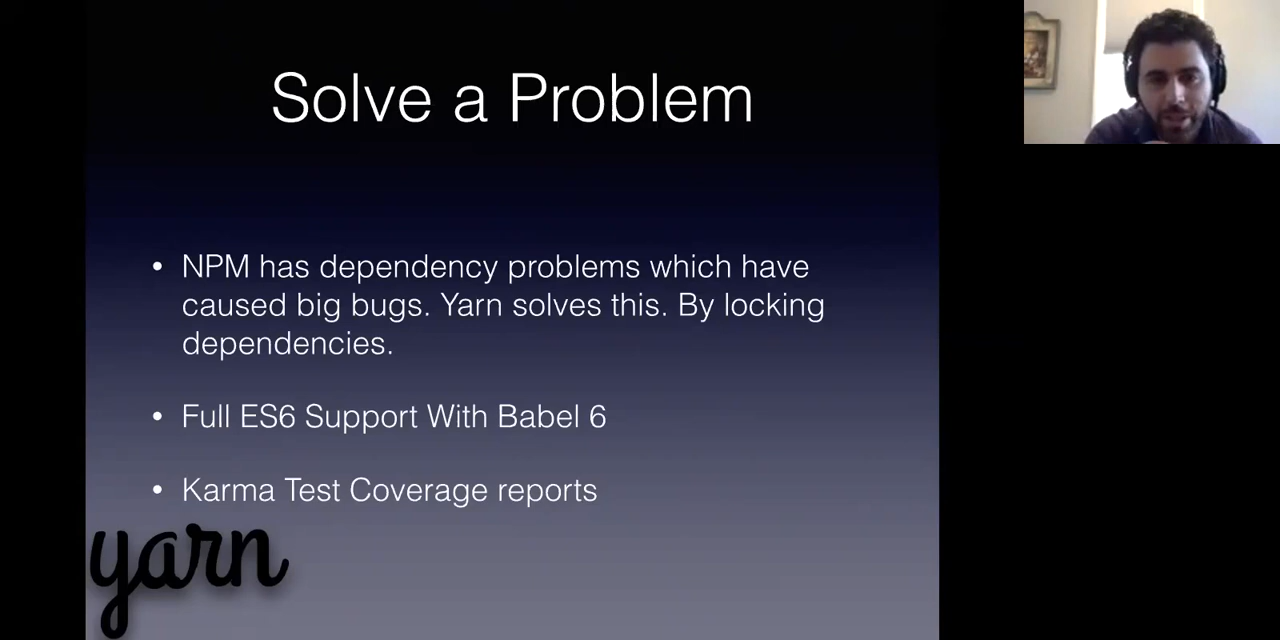 Solve a Problem
• NPM has dependency problems which have
caused big bugs. Yarn solves this. By locking
dependencies.
• Full ES6 Support With Babel 6
• Karma Test Coverage reports
yarn